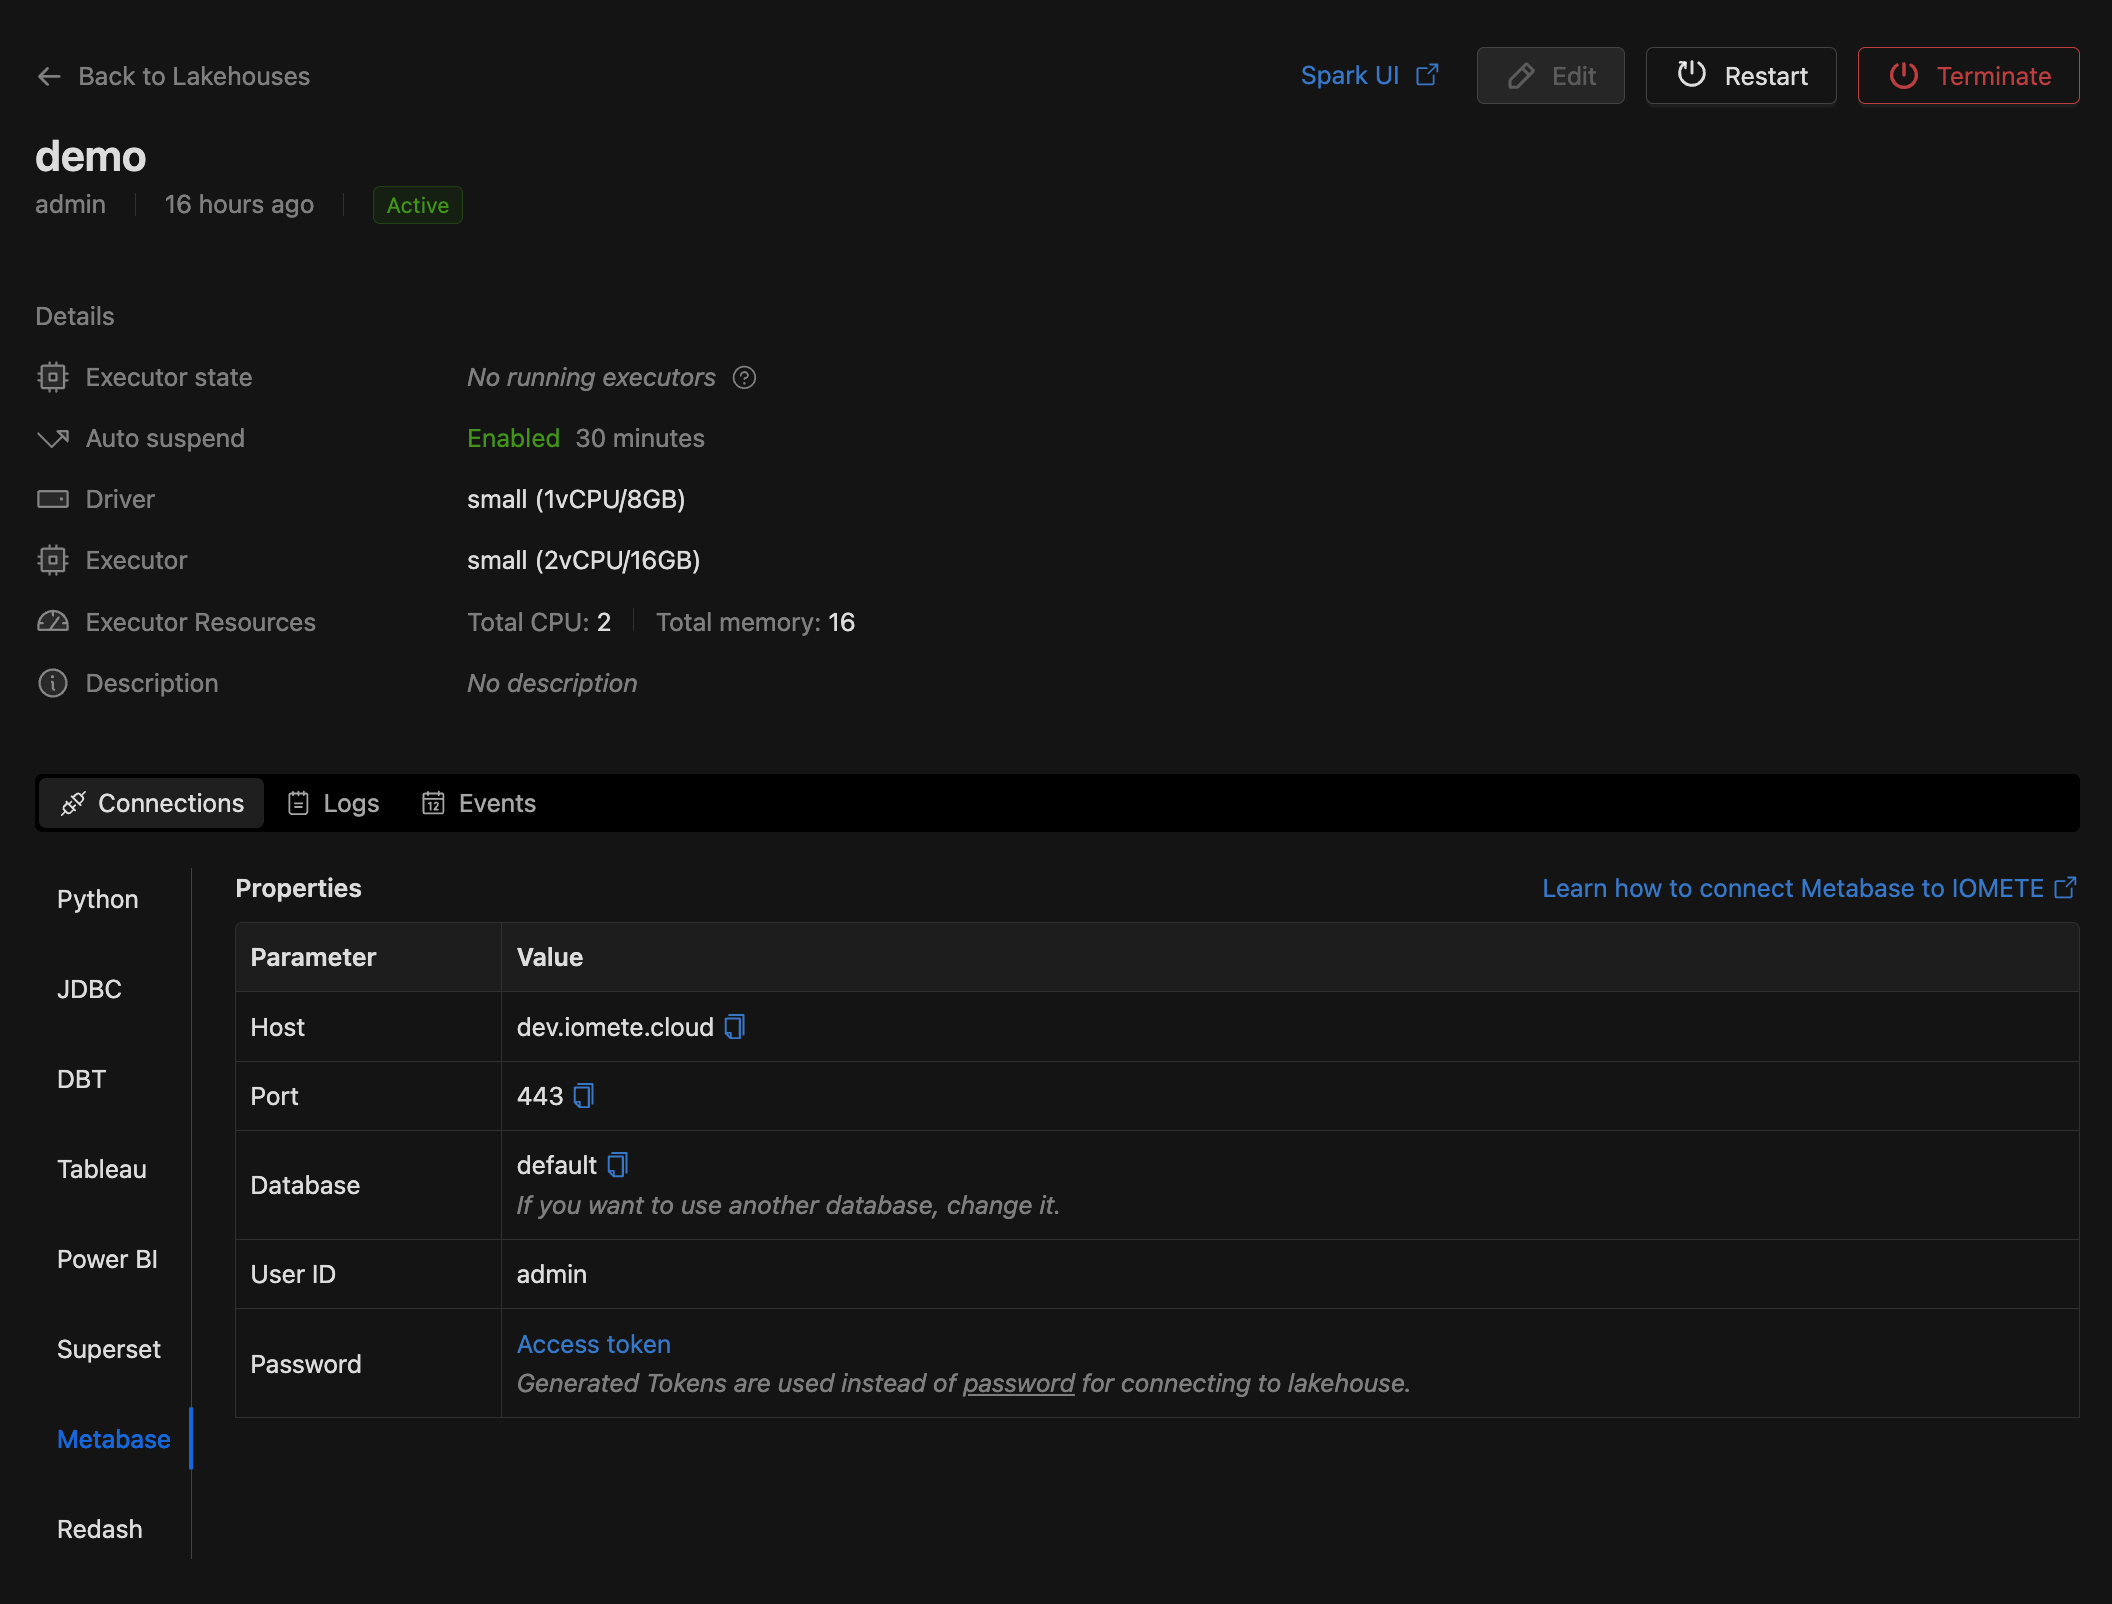 Back to Lakehouses
Spark UI
Edit
Restart
Terminate
demo
admin
16 hours ago
Active
Details
Executor state
No running executors
Auto suspend
Enabled 30 minutes
Driver
small (1vCPU/8GB)
Executor
small (2vCPU/16GB)
Executor Resources
Total CPU: 2
Total memory: 16
Description
No description
Connections
Logs
12
Events
Python
JDBC
DBT
Tableau
Power BI
Superset
Metabase
Redash
Properties
Learn how to connect Metabase to IOMETE
Parameter
Value
Host
dev.iomete.cloud
Port
443
Database
default
If you want to use another database, change it.
User ID
admin
Password
Access token
Generated Tokens are used instead of password for connecting to lakehouse.